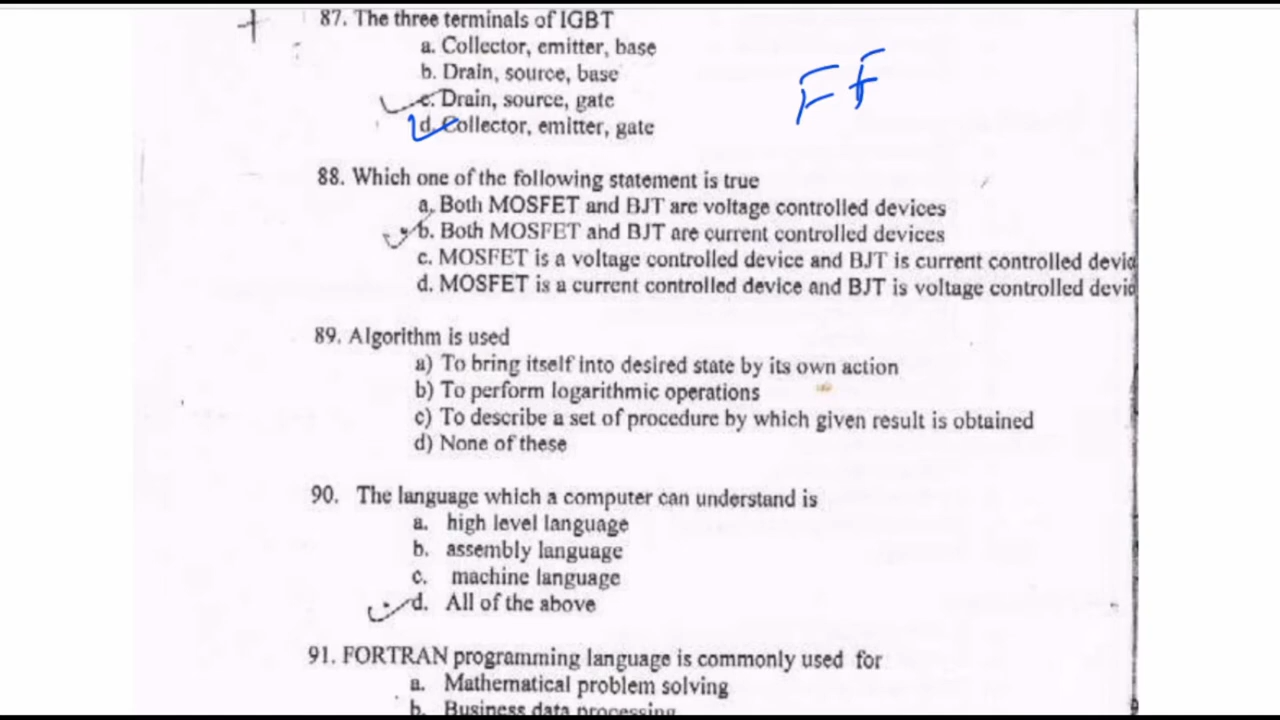 87. The three terminals of IGBT
a. Collector, emitter, base
b. Drain, source, base
c. Drain, source, gate
d. Collector, emitter, gate
FF
88. Which one of the following statement is true
a. Both MOSFET and BJT are voltage controlled devices
b. Both MOSFET and BJT are current controlled devices
c. MOSFET is a voltage controlled device and BJT is current controlled devic
d. MOSFET is a current controlled device and BJT is voltage controlled devic
89. Algorithm is used
a) To bring itself into desired state by its own action
b) To perform logarithmic operations
c) To describe a set of procedure by which given result is obtained
d) None of these
90. The language which a computer can understand is
a. high level language
b. assembly language
c. machine language
d. All of the above
91. FORTRAN programming language is commonly used for
a. Mathematical problem solving
b. Business data processing